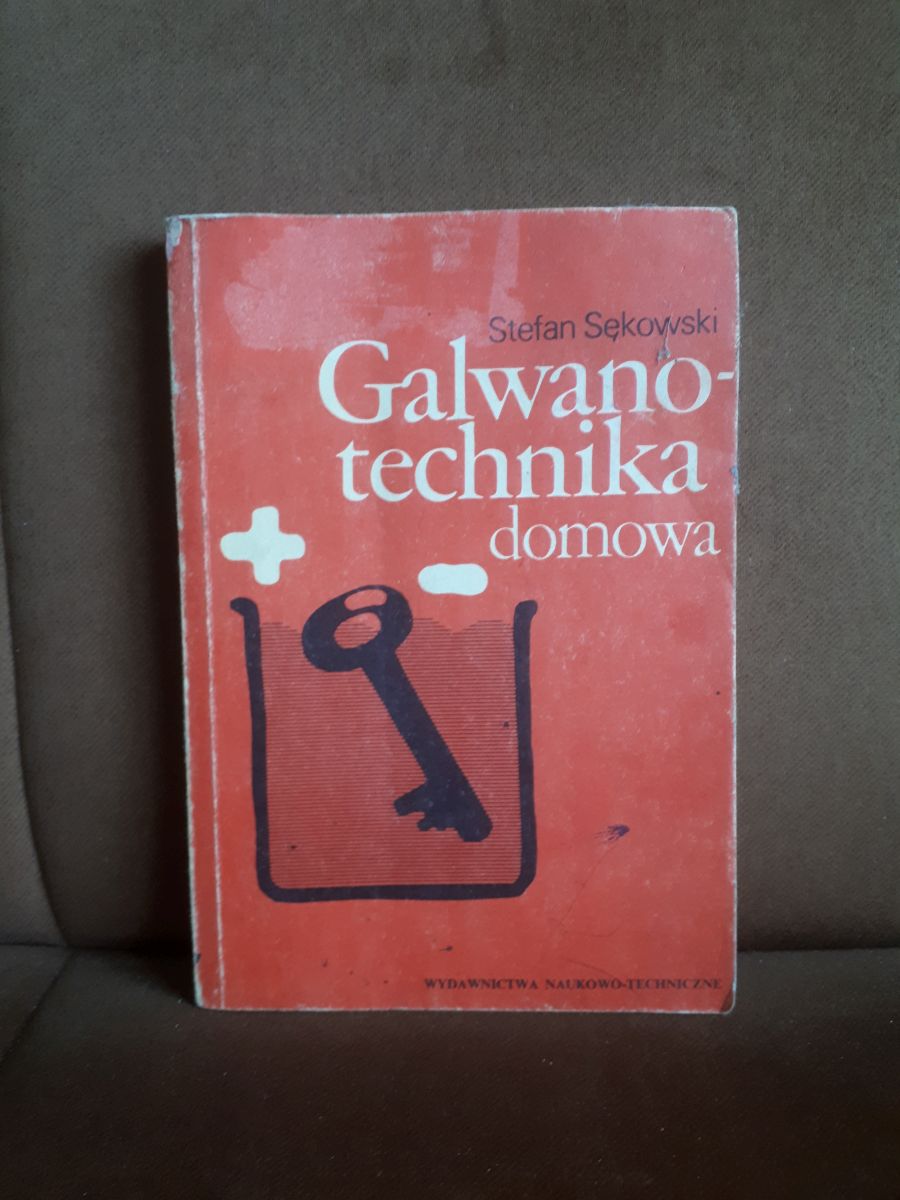 Stefan Sękowski
Galwano-
technika
domowa
+
-
WYDAWNICTWA NAUKOWO-TECHNICZNE